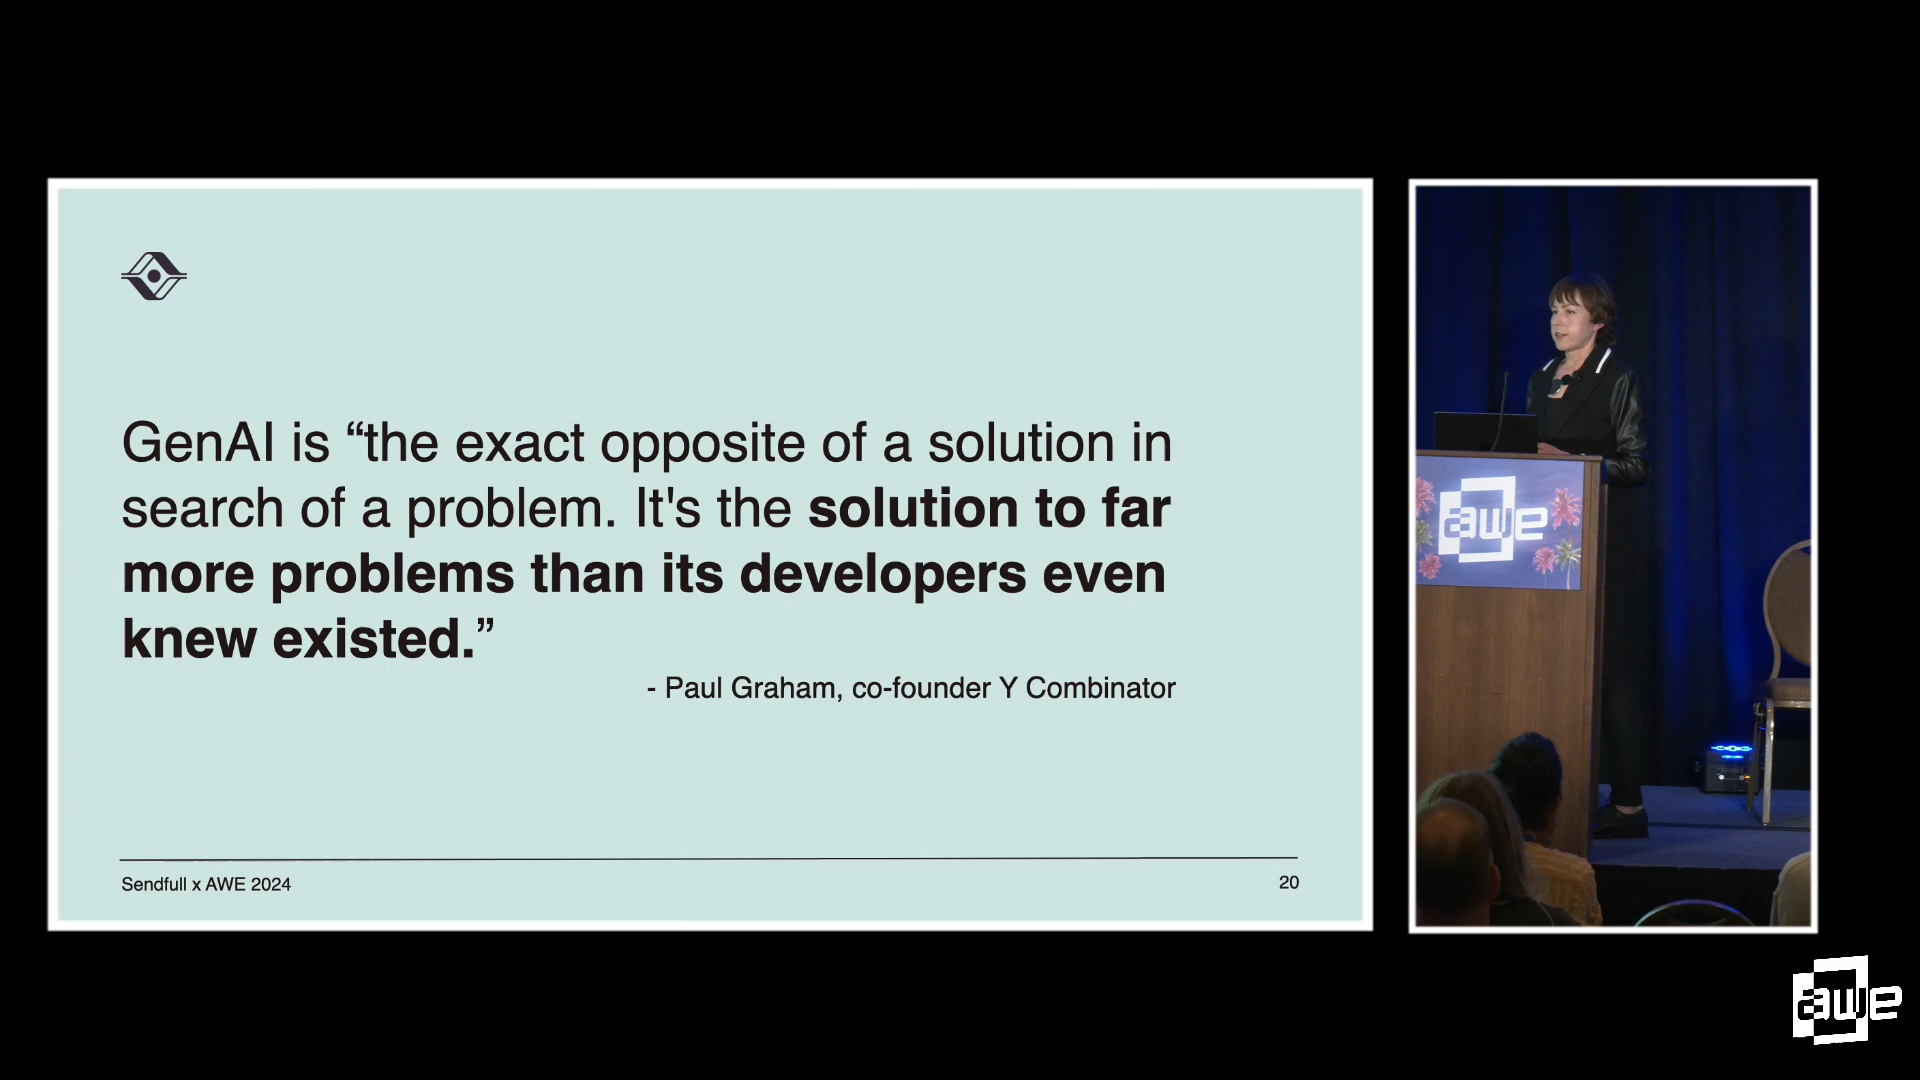 GenAI is “the exact opposite of a solution in
search of a problem. It's the solution to far
more problems than its developers even
knew existed.”
- Paul Graham, co-founder Y Combinator
Sendfull x AWE 2024
20
awe
awe